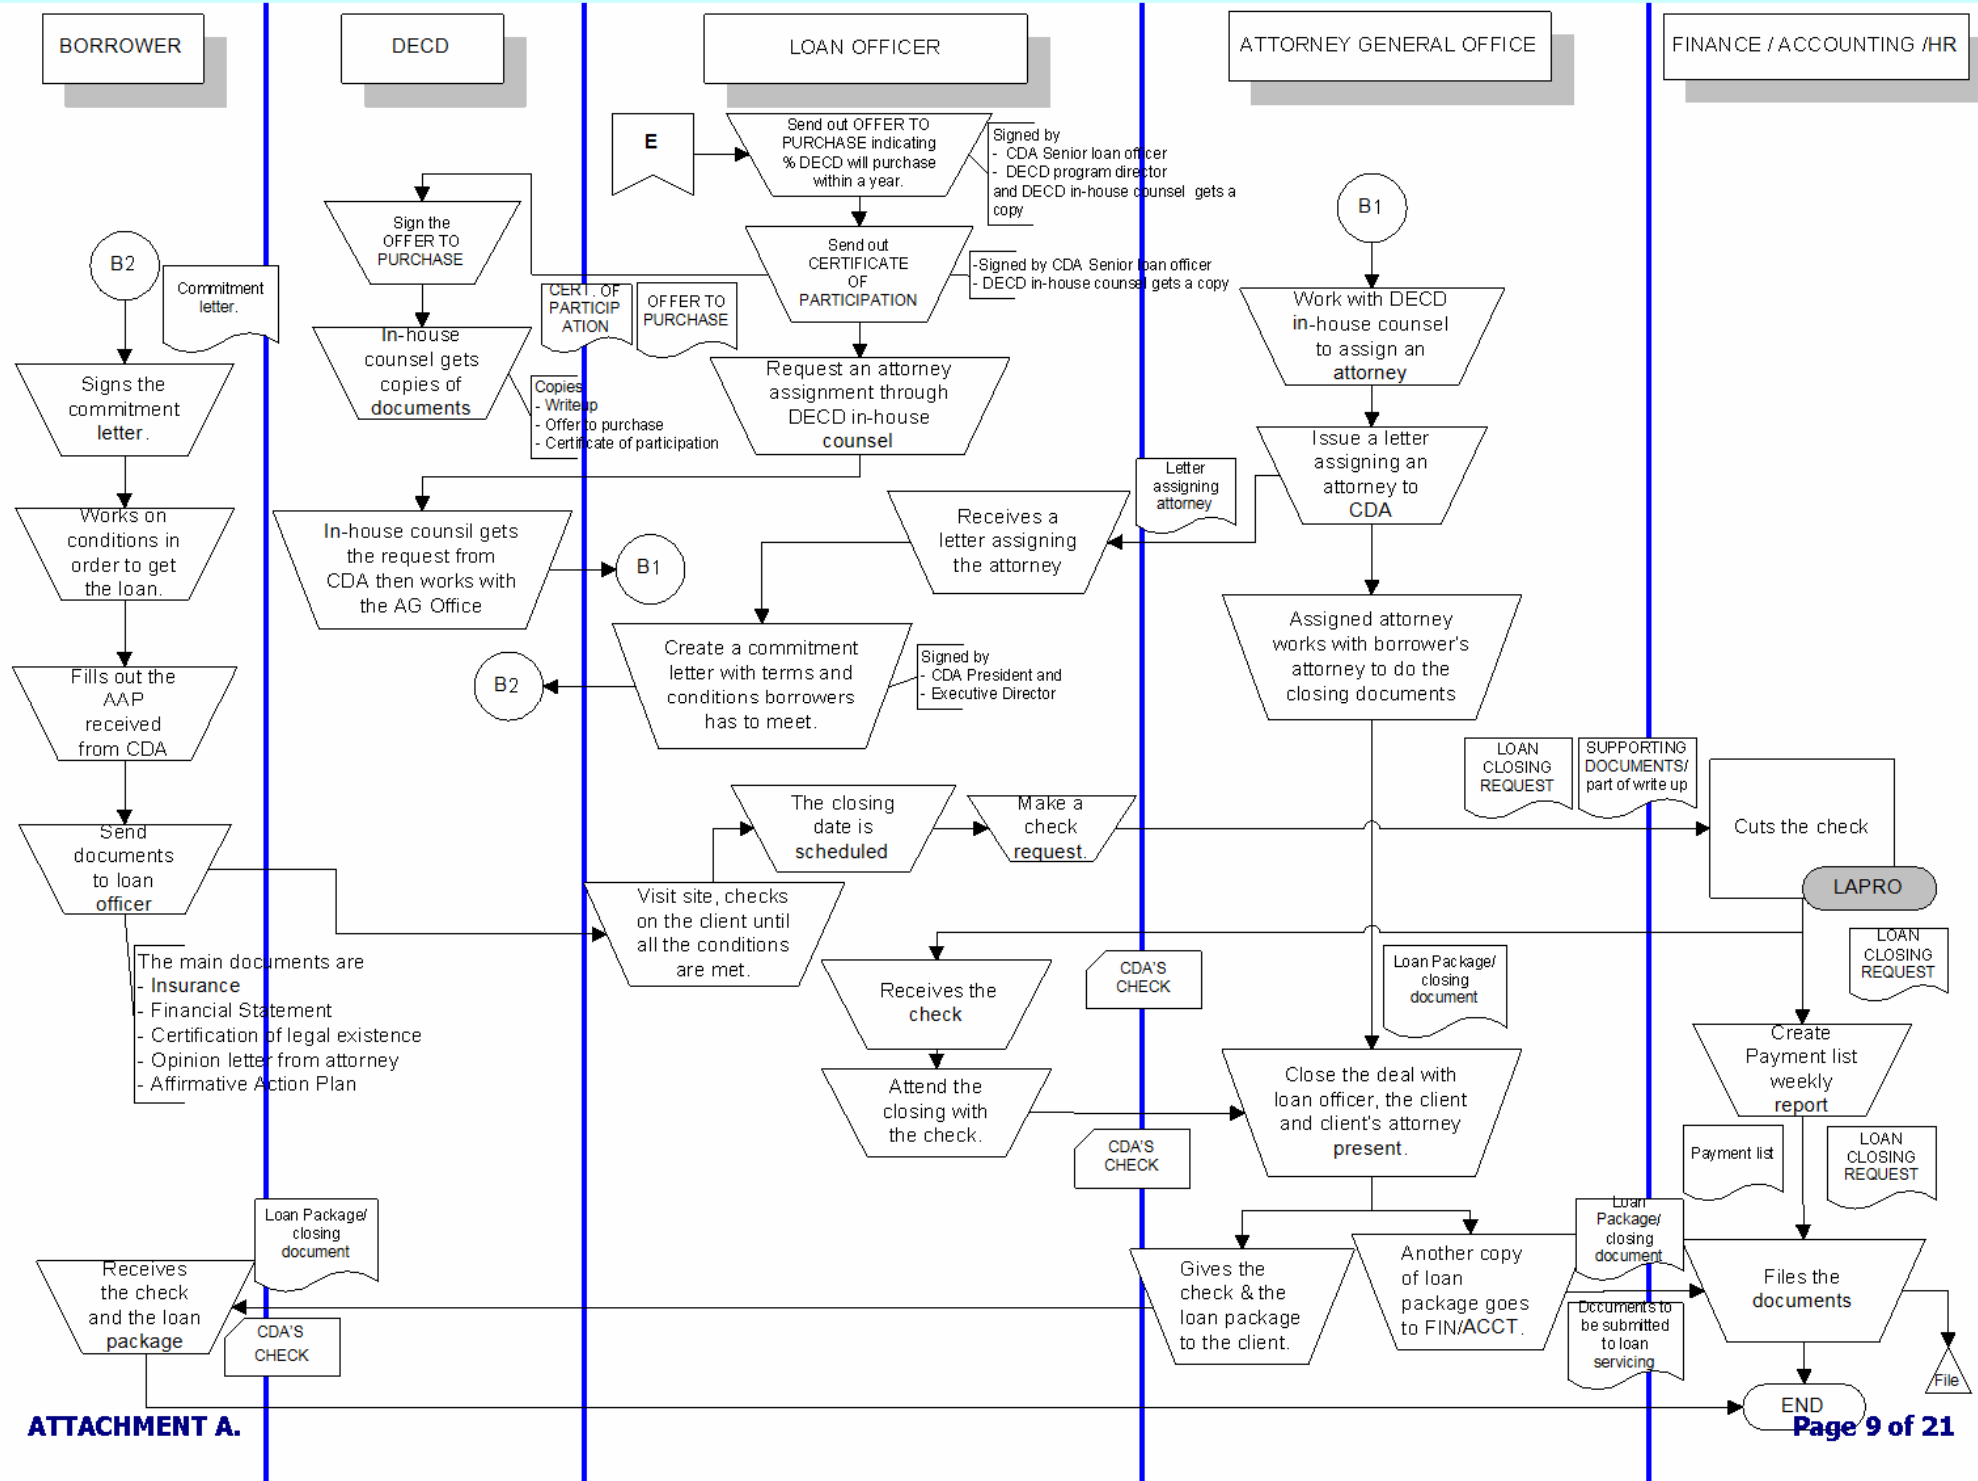 BORROWER
DECD
LOAN OFFICER
ATTORNEY GENERAL OFFICE
FINANCE / ACCOUNTING /HR
E
Send out OFFER TO
PURCHASE indicating
% DECD will purchase
within a year.
Signed by
- CDA Senior loan officer
- DECD program director
and DECD in-house counsel gets a
copy
Sign the
OFFER TO
PURCHASE
Send out
CERTIFICATE
OF
PARTICIPATION
-Signed by CDA Senior loan officer
- DECD in-house counsel gets a copy
B1
B2
Commitment
letter.
CERT. OF
PARTICIP
ATION
OFFER TO
PURCHASE
Work with DECD
in-house counsel
to assign an
attorney
In-house
counsel gets
copies of
documents
Copies
- Writeup
- Offer to purchase
- Certificate of participation
Request an attorney
assignment through
DECD in-house
counsel
Signs the
commitment
letter.
Issue a letter
assigning an
attorney to
CDA
Letter
assigning
attorney
Receives a
letter assigning
the attorney
Works on
conditions in
order to get
the loan.
In-house counsil gets
the request from
CDA then works with
the AG Office
B1
Assigned attorney
works with borrower's
attorney to do the
closing documents
Create a commitment
letter with terms and
conditions borrowers
has to meet.
Signed by
- CDA President and
- Executive Director
B2
Fills out the
AAP
received
from CDA
LOAN
CLOSING
REQUEST
SUPPORTING
DOCUMENTS/
part of write up
The closing
date is
scheduled
Make a
check
request.
Cuts the check
LAPRO
Send
documents
to loan
officer
Visit site, checks
on the client until
all the conditions
are met.
The main documents are
- Insurance
- Financial Statement
- Certification of legal existence
- Opinion letter from attorney
- Affirmative Action Plan
Receives the
check
CDA'S
CHECK
Loan Package/
closing
document
LOAN
CLOSING
REQUEST
Create
Payment list
weekly
report
Attend the
closing with
the check.
CDA'S
CHECK
Close the deal with
loan officer, the client
and client's attorney
present.
Payment list
LOAN
CLOSING
REQUEST
Loan Package/
closing
document
Receives
the check
and the loan
package
CDA'S
CHECK
Gives the
check & the
loan package
to the client.
Another copy
of loan
package goes
to FIN/ACCT.
Loan
Package/
closing
document
Documents to
be submitted
to loan
servicing
Files the
documents
File
END
ATTACHMENT A.
Page 9 of 21